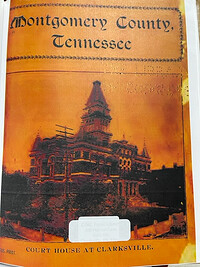 Montgomery County,
Tennessee
COURT HOUSE AT CLARKSVILLE.